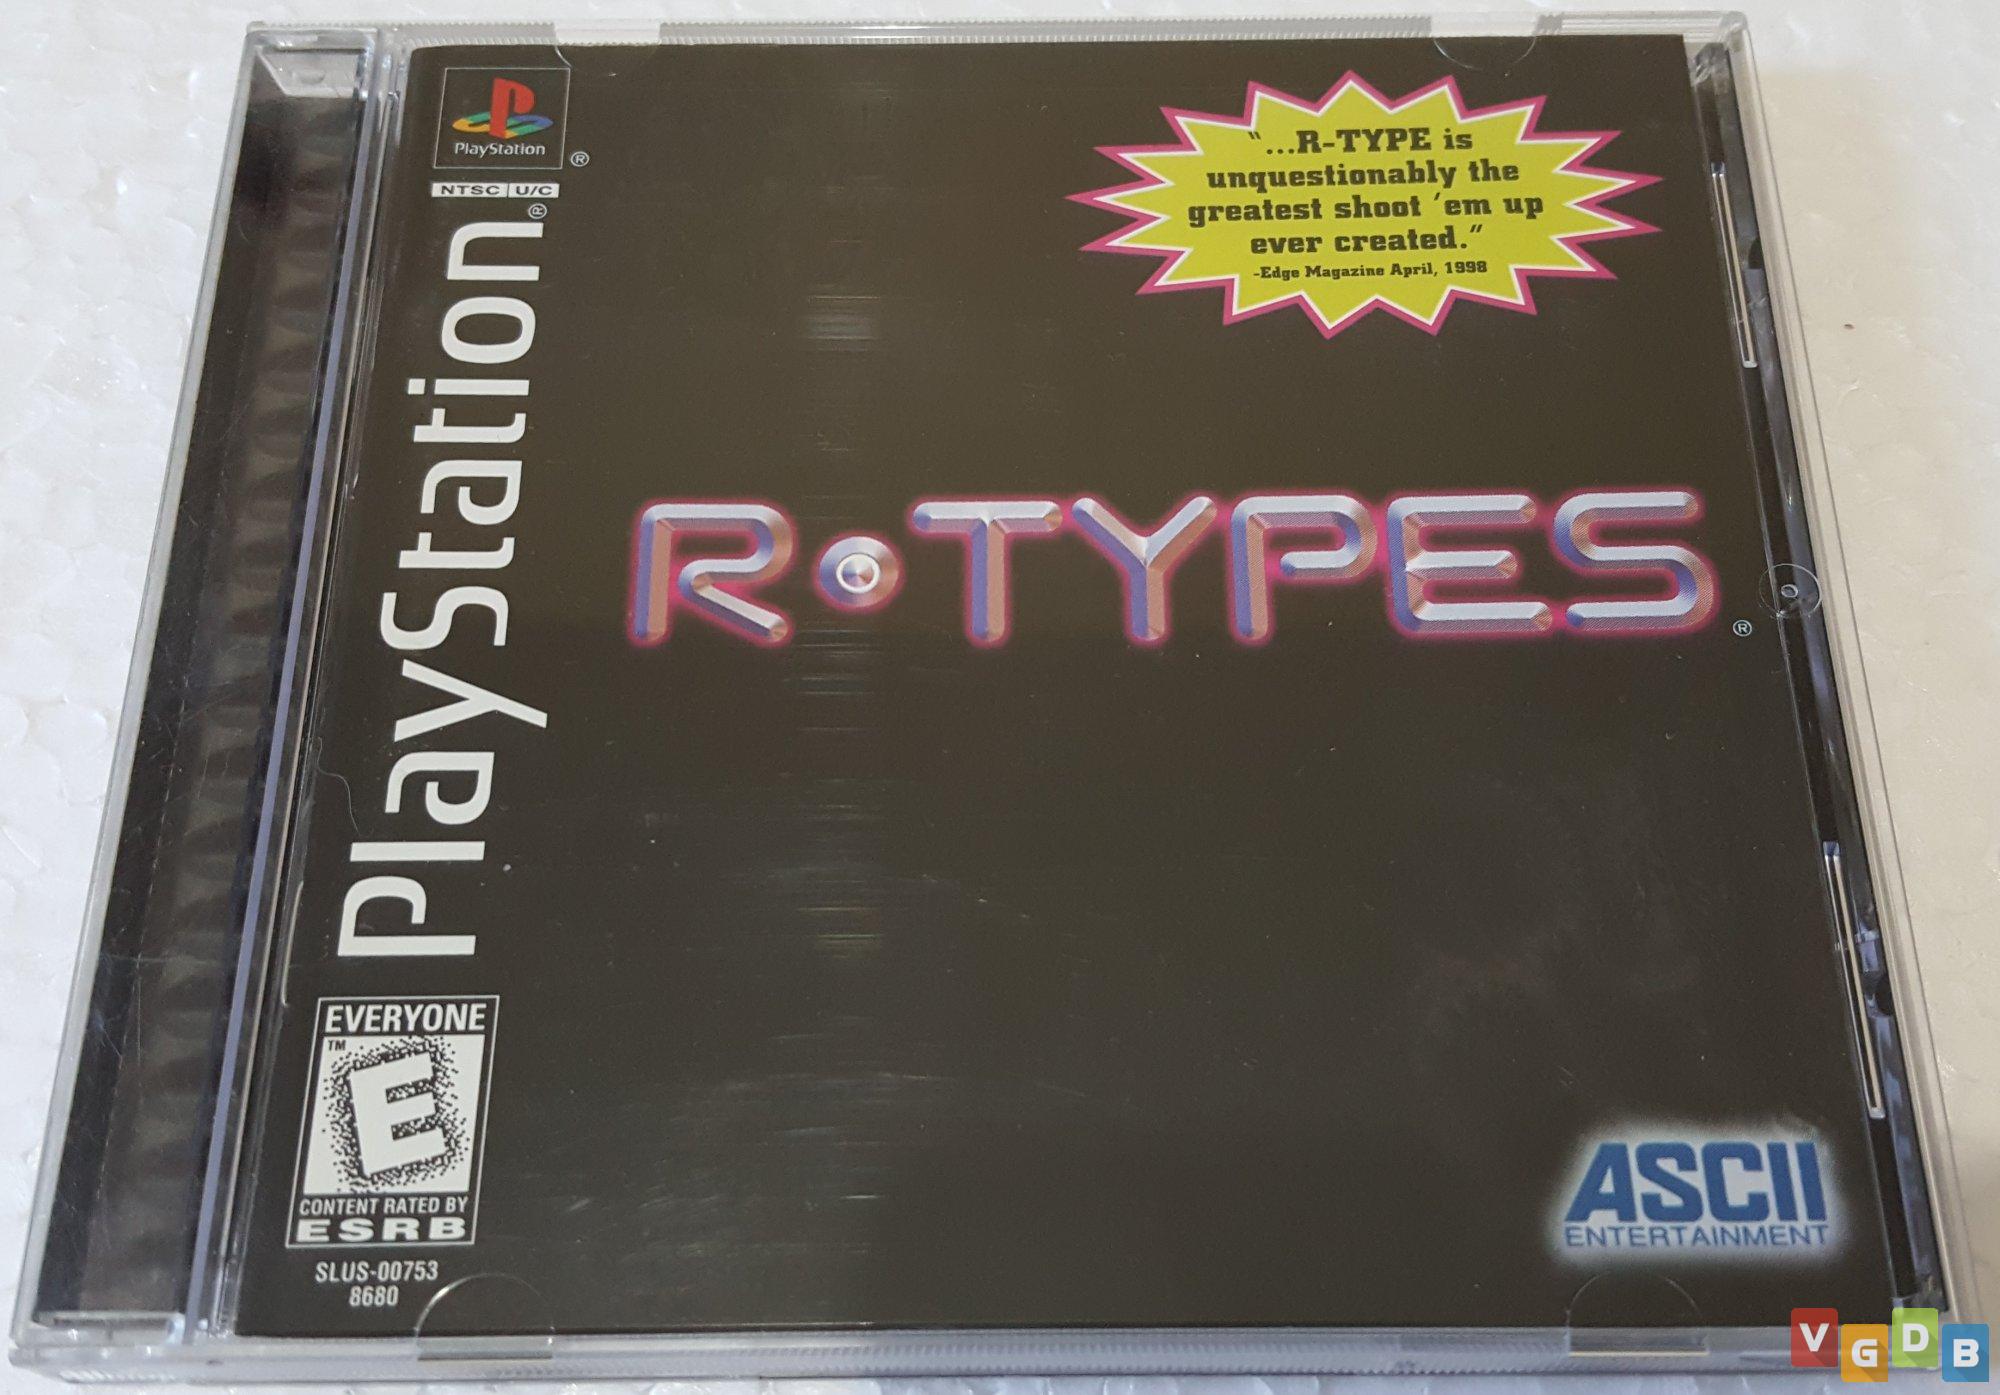 PlayStation
®
NTSC U/C
PlayStation®
"...R-TYPE is
unquestionably the
greatest shoot 'em up
ever created."
-Edge Magazine April, 1998
R•TYPES®
EVERYONE
TM
E
CONTENT RATED BY
ESRB
SLUS-00753
8680
ASCII
ENTERTAINMENT
VGDB